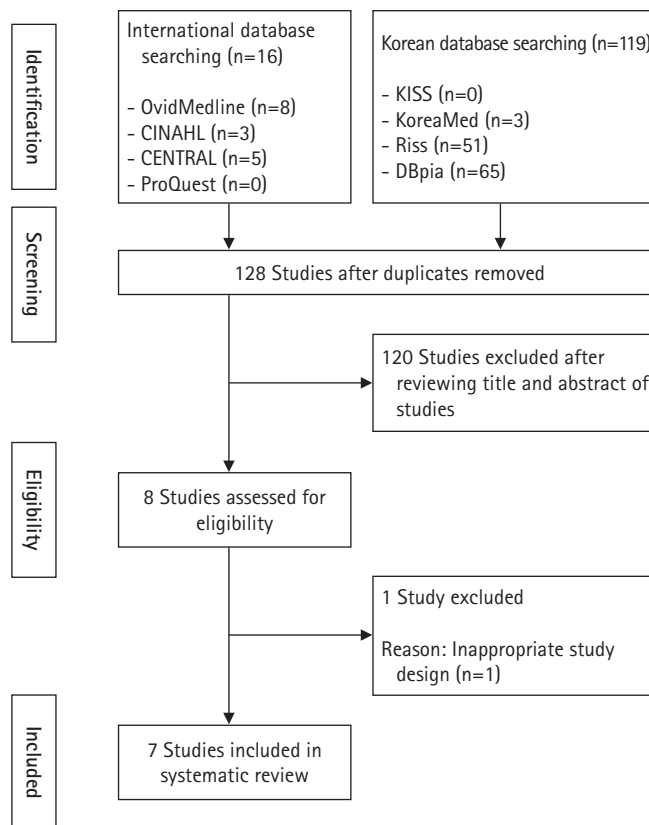 Identification
International database
searching (n=16)
- OvidMedline (n=8)
- CINAHL (n=3)
- CENTRAL (n=5)
- ProQuest (n=0)
Korean database searching (n=119)
- KISS (n=0)
- KoreaMed (n=3)
- Riss (n=51)
- DBpia (n=65)
Screening
128 Studies after duplicates removed
120 Studies excluded after
reviewing title and abstract of
studies
Eligibility
8 Studies assessed for
eligibility
1 Study excluded
Reason: Inappropriate study
design (n=1)
Included
7 Studies included in
systematic review